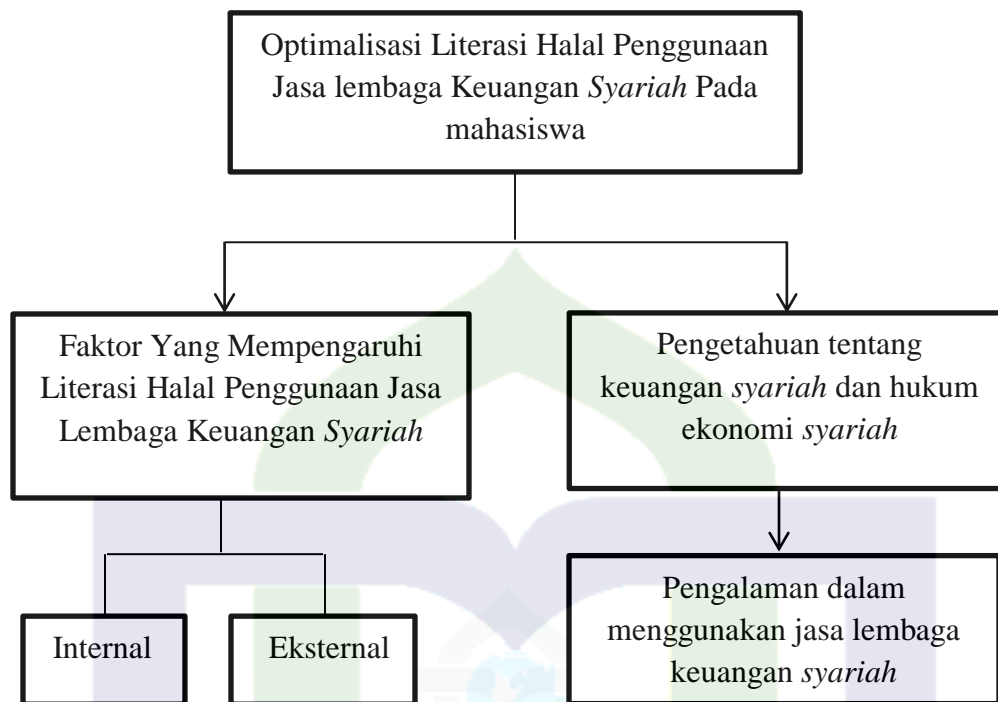 Optimalisasi Literasi Halal Penggunaan
Jasa lembaga Keuangan Syariah Pada
mahasiswa
Faktor Yang Mempengaruhi
Literasi Halal Penggunaan Jasa
Lembaga Keuangan Syariah
Pengetahuan tentang
keuangan syariah dan hukum
ekonomi syariah
Internal
Eksternal
Pengalaman dalam
menggunakan jasa lembaga
keuangan syariah